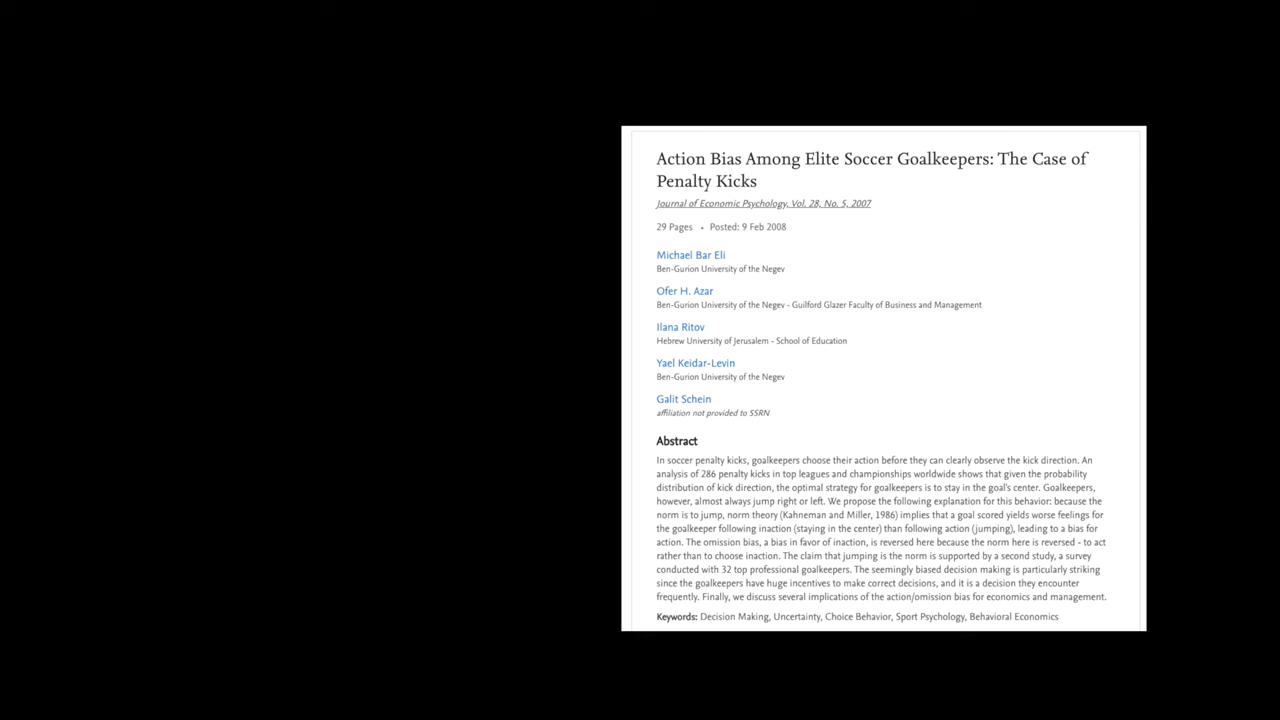 Action Bias Among Elite Soccer Goalkeepers: The Case of
Penalty Kicks
Journal of Economic Psychology, Vol. 28, No. 5, 2007
29 Pages • Posted: 9 Feb 2008
Michael Bar Eli
Ben-Gurion University of the Negev
Ofer H. Azar
Ben-Gurion University of the Negev - Guilford Glazer Faculty of Business and Management
Ilana Ritov
Hebrew University of Jerusalem - School of Education
Yael Keidar-Levin
Ben-Gurion University of the Negev
Galit Schein
affiliation not provided to SSRN
Abstract
In soccer penalty kicks, goalkeepers choose their action before they can clearly observe the kick direction. An
analysis of 286 penalty kicks in top leagues and championships worldwide shows that given the probability
distribution of kick direction, the optimal strategy for goalkeepers is to stay in the goal's center. Goalkeepers,
however, almost always jump right or left. We propose the following explanation for this behavior: because the
norm is to jump, norm theory (Kahneman and Miller, 1986) implies that a goal scored yields worse feelings for
the goalkeeper following inaction (staying in the center) than following action (jumping), leading to a bias for
action. The omission bias, a bias in favor of inaction, is reversed here because the norm here is reversed - to act
rather than to choose inaction. The claim that jumping is the norm is supported by a second study, a survey
conducted with 32 top professional goalkeepers. The seemingly biased decision making is particularly striking
since the goalkeepers have huge incentives to make correct decisions, and it is a decision they encounter
frequently. Finally, we discuss several implications of the action/omission bias for economics and management.
Keywords: Decision Making, Uncertainty, Choice Behavior, Sport Psychology, Behavioral Economics